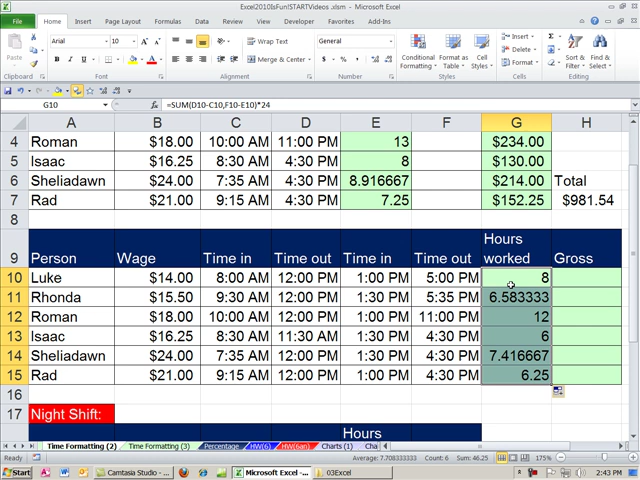 Excel2010IsFun!STARTVideos .xlsm - Microsoft Excel
File Home Insert Page Layout Formulas Data Review View Developer Foundation Add-Ins
Paste Arial 10 A A Wrap Text General Conditional Formatting Format as Table Cell Styles Insert Σ Sort & Filter Find & Select
B I U Merge & Center $ % , Delete
Format
Clipboard Font Alignment Number Styles Cells Editing
G10 fx =SUM(D10-C10,F10-E10)*24
A B C D E F G H
4 Roman $18.00 10:00 AM 11:00 PM 13 $234.00
5 Isaac $16.25 8:30 AM 4:30 PM 8 $130.00
6 Sheliadawn $24.00 7:35 AM 4:30 PM 8.916667 $214.00 Total
7 Rad $21.00 9:15 AM 4:30 PM 7.25 $152.25 $981.54
8
9 Person Wage Time in Time out Time in Time out Hours worked Gross
10 Luke $14.00 8:00 AM 12:00 PM 1:00 PM 5:00 PM 8
11 Rhonda $15.50 9:30 AM 12:00 PM 1:30 PM 5:35 PM 6.583333
12 Roman $18.00 10:00 AM 12:00 PM 1:00 PM 11:00 PM 12
13 Isaac $16.25 8:30 AM 11:30 AM 1:30 PM 4:30 PM 6
14 Sheliadawn $24.00 7:35 AM 12:00 PM 1:30 PM 4:30 PM 7.416667
15 Rad $21.00 9:15 AM 12:00 PM 1:00 PM 4:30 PM 6.25
16
17 Night Shift:
Hours
Time Formatting (2) Time Formatting (3) Percentage HW(6) HW(6an) Charts (1) Cha
Ready Average: 7.708333333 Count: 6 Sum: 46.25 175%
Start Camtasia Studio - ... Microsoft Excel -... 03Excel 2:43 PM